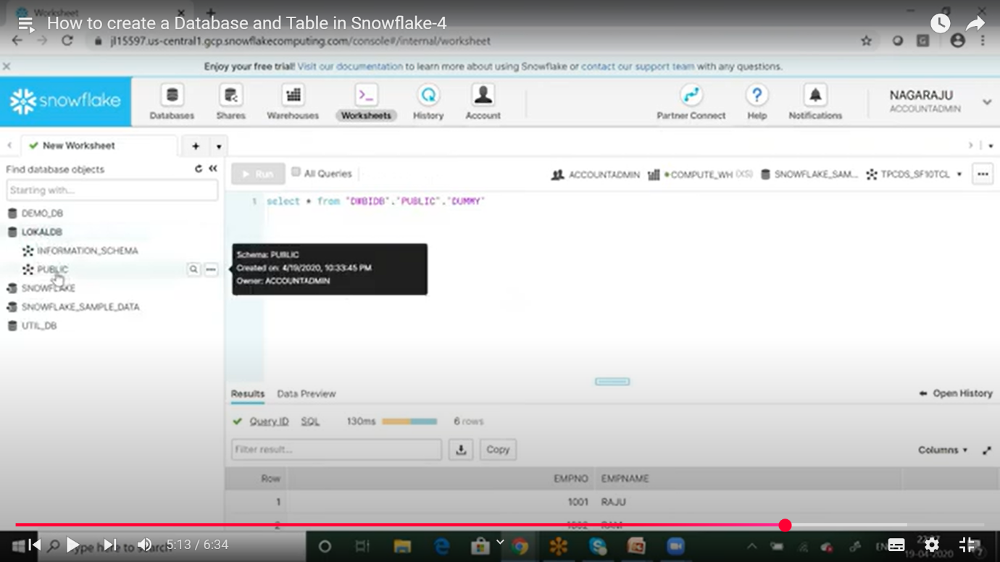 Worksheet
How to create a Database and Table in Snowflake-4
jl15597.us-central1.gcp.snowflakecomputing.com/console#/internal/worksheet
Enjoy your free trial! Visit our documentation to learn more about using Snowflake or contact our support team with any questions.
snowflake
Databases Shares Warehouses Worksheets History Account Partner Connect Help Notifications
NAGARAJU
ACCOUNTADMIN
New Worksheet
Find database objects
Starting with...
DEMO_DB
LOKALDB
INFORMATION_SCHEMA
PUBLIC
SNOWFLAKE
SNOWFLAKE_SAMPLE_DATA
UTIL_DB
Run All Queries ACCOUNTADMIN COMPUTE_WH (XS) SNOWFLAKE_SAM... TPCDS_SF10TCL
1 select * from "DWBIDB"."PUBLIC"."DUMMY"
Schema: PUBLIC
Created on: 4/19/2020, 10:33:45 PM
Owner: ACCOUNTADMIN
Results Data Preview Open History
Query ID SQL 130ms 6 rows
Filter result... Copy Columns
Row EMPNO EMPNAME
1 1001 RAJU
2 1002
Type here to search
5:13 / 6:34
19-04-2020